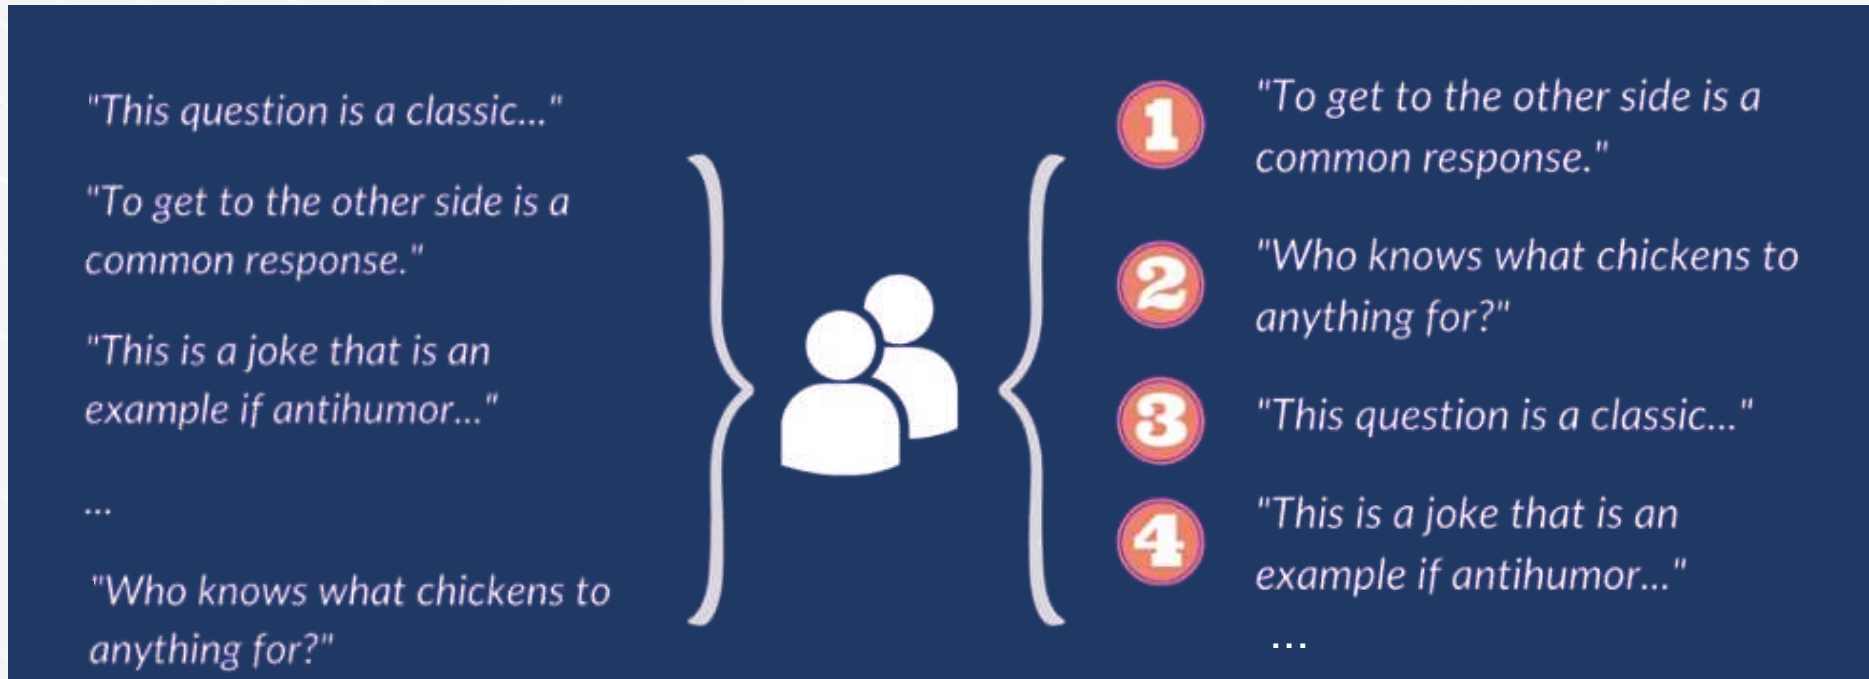 "This question is a classic..."
"To get to the other side is a
common response."
"This is a joke that is an
example if antihumor..."
...
"Who knows what chickens to
anything for?"
1
"To get to the other side is a
common response."
2
"Who knows what chickens to
anything for?"
3
"This question is a classic..."
4
"This is a joke that is an
example if antihumor..."
...